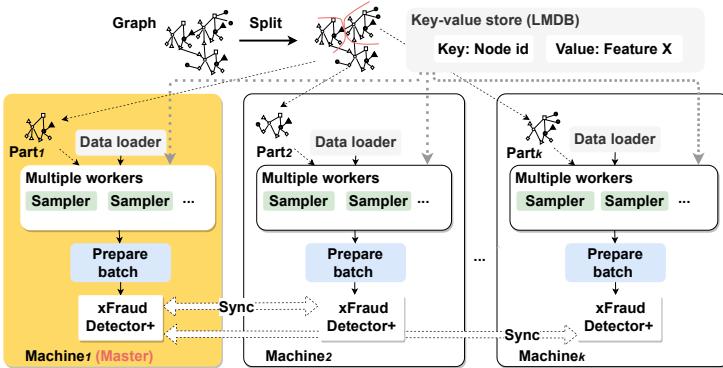 Graph
Split
Key-value store (LMDB)
Key: Node id
Value: Feature X
Part1
Data loader
Multiple workers
Sampler Sampler ...
Prepare
batch
xFraud
Detector+
Machine1 (Master)
Part2
Data loader
Multiple workers
Sampler Sampler ...
Prepare
batch
xFraud
Detector+
Machine2
...
Partk
Data loader
Multiple workers
Sampler Sampler ...
Prepare
batch
xFraud
Detector+
Machinek
Sync
Sync